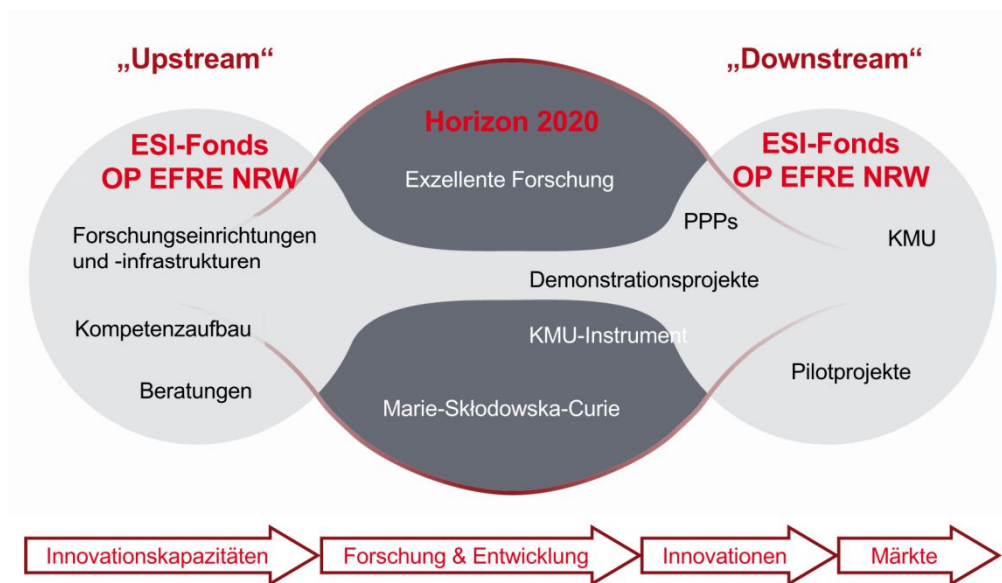 „Upstream“
„Downstream“
ESI-Fonds
OP EFRE NRW
Horizon 2020
ESI-Fonds
OP EFRE NRW
Exzellente Forschung
Forschungseinrichtungen
und -infrastrukturen
PPPs
KMU
Demonstrationsprojekte
Kompetenzaufbau
KMU-Instrument
Beratungen
Pilotprojekte
Marie-Skłodowska-Curie
Innovationskapazitäten
Forschung & Entwicklung
Innovationen
Märkte